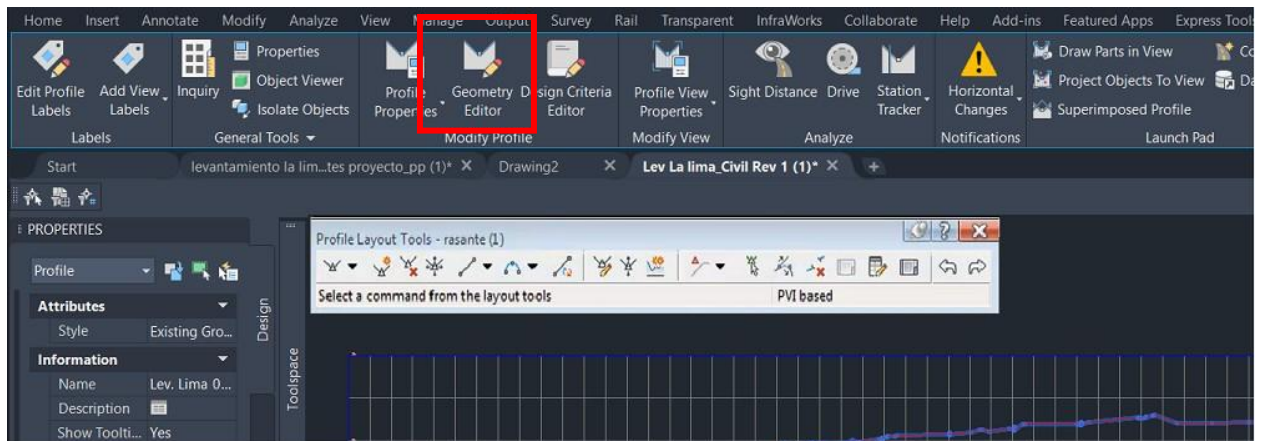 Home Insert Annotate Modify Analyze View Manage Output Survey Rail Transparent InfraWorks Collaborate Help Add-ins Featured Apps Express Tools
Properties
Object Viewer
Isolate Objects
Edit Profile
Labels
Add View
Labels
Inquiry
Profile
Properties
Geometry
Editor
Design Criteria
Editor
Profile View
Properties
Sight Distance
Drive
Station
Tracker
Horizontal
Changes
Draw Parts in View
Project Objects To View
Superimposed Profile
Labels
General Tools
Modify Profile
Modify View
Analyze
Notifications
Launch Pad
Start
levantamiento la lim...tes proyecto_pp (1)*
Drawing2
Lev La lima_Civil Rev 1 (1)*
PROPERTIES
Profile
Attributes
Style Existing Gro...
Information
Name Lev. Lima 0...
Description
Show Toolti... Yes
Design
Toolspace
Profile Layout Tools - rasante (1)
Select a command from the layout tools
PVI based